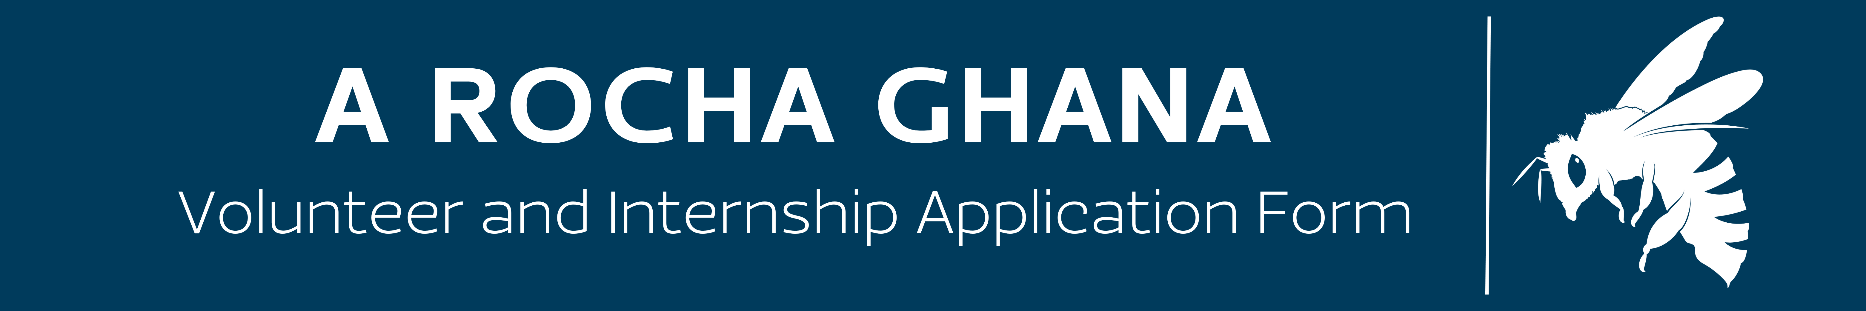 A ROCHA GHANA
Volunteer and Internship Application Form